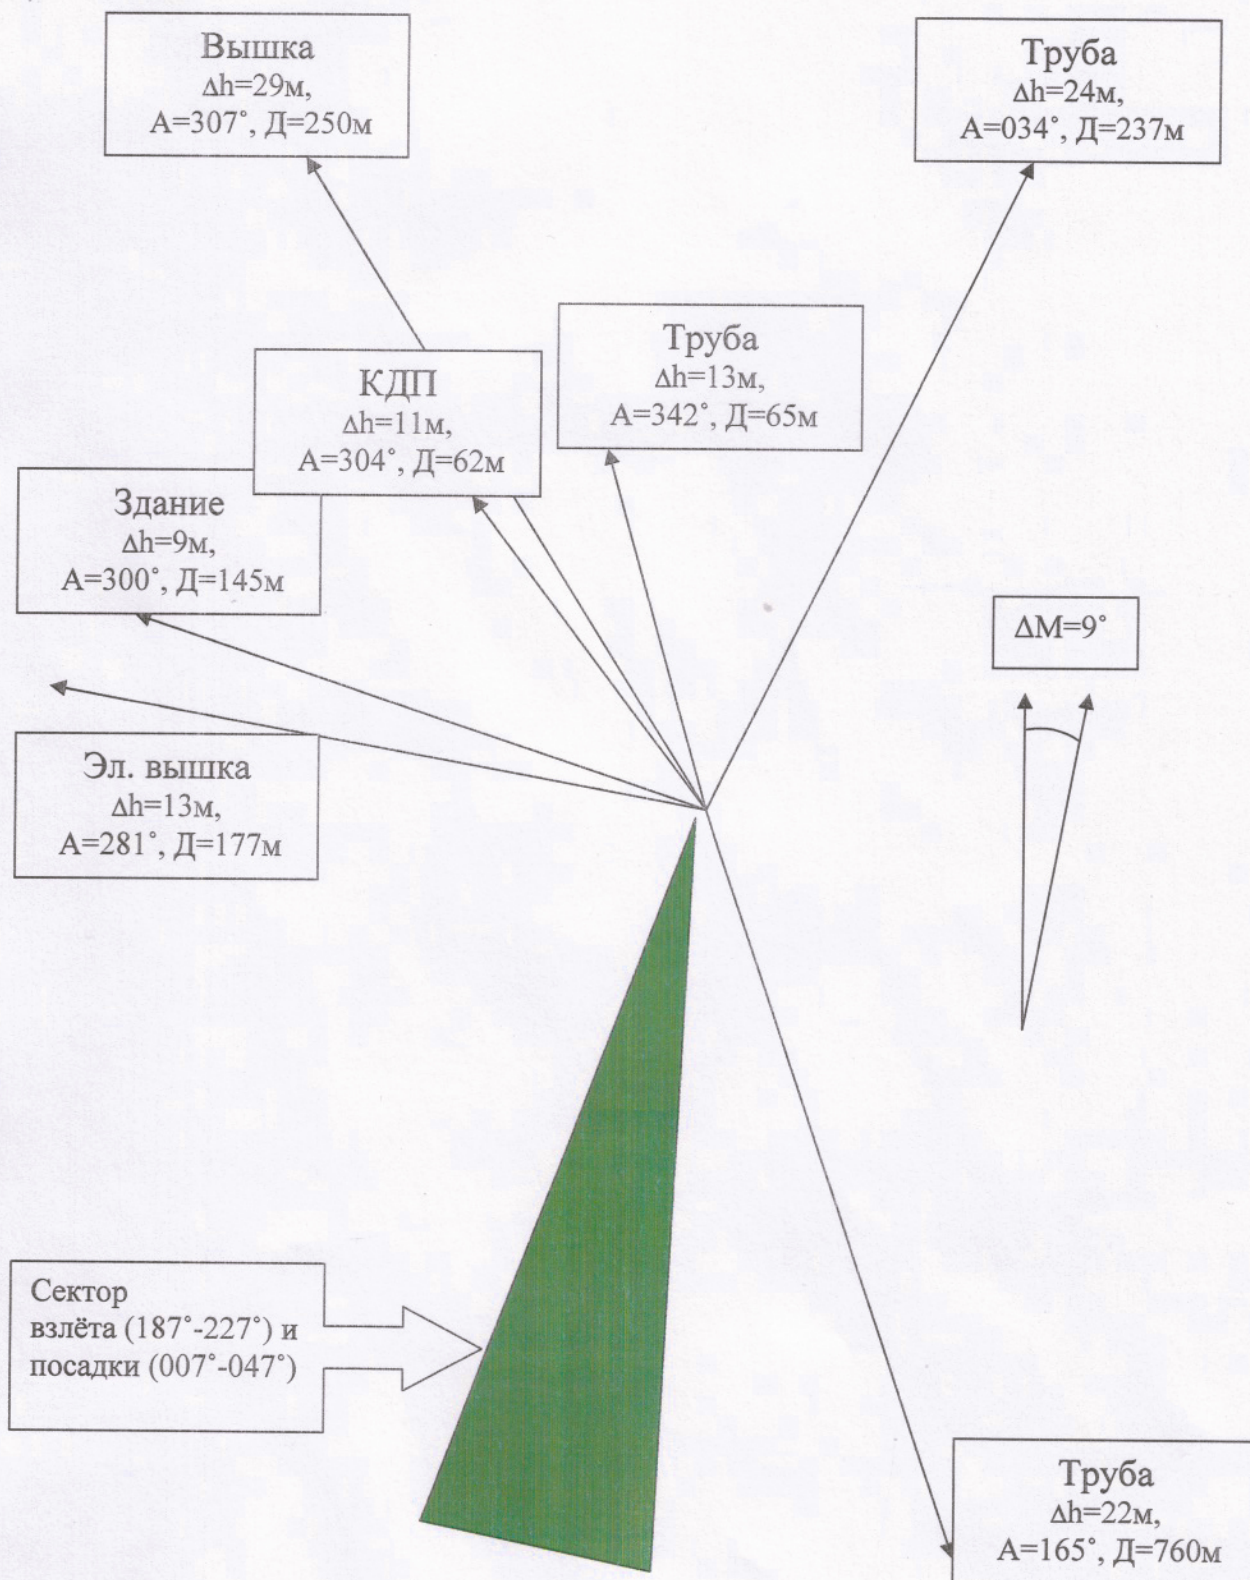 Вышка
Δh=29м,
А=307˚, Д=250м
Труба
Δh=24м,
А=034˚, Д=237м
Труба
Δh=13м,
А=342˚, Д=65м
КДП
Δh=11м,
А=304˚, Д=62м
Здание
Δh=9м,
А=300˚, Д=145м
ΔМ=9˚
Эл. вышка
Δh=13м,
А=281˚, Д=177м
Сектор
взлёта (187˚-227˚) и
посадки (007˚-047˚)
Труба
Δh=22м,
А=165˚, Д=760м